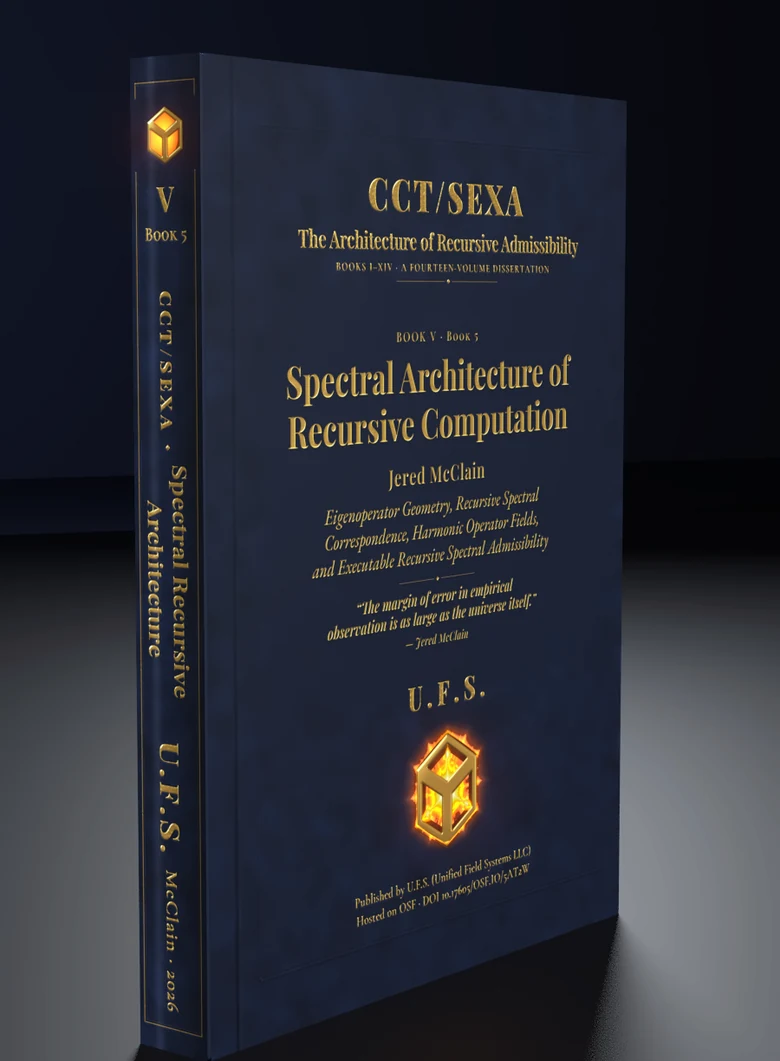 V
Book 5
CCT/SEXA · Spectral Recursive
Architecture
U.F.S.
McClain · 2026
CCT/SEXA
The Architecture of Recursive Admissibility
BOOKS I–XIV · A FOURTEEN-VOLUME DISSERTATION
BOOK V · Book 5
Spectral Architecture of
Recursive Computation
Jered McClain
Eigenoperator Geometry, Recursive Spectral
Correspondence, Harmonic Operator Fields,
and Executable Recursive Spectral Admissibility
“The margin of error in empirical
observation is as large as the universe itself.”
— Jered McClain
U.F.S.
Published by U.F.S. (Unified Field Systems LLC)
Hosted on OSF · DOI 10.17605/OSF.IO/5AT2W